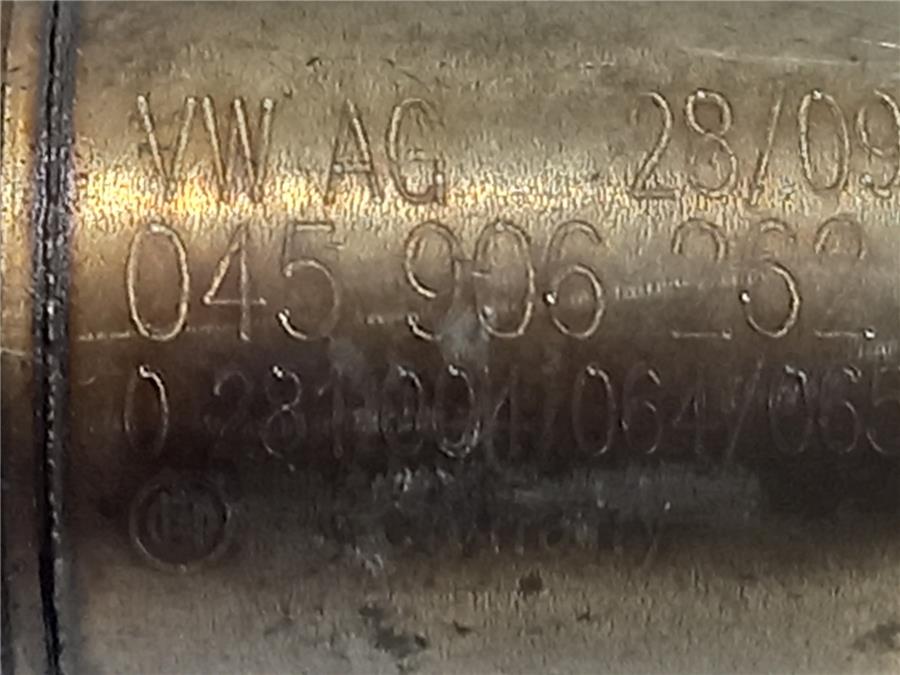 VW AG 28/09
045 906 262
0 281 004/064/065
Germany